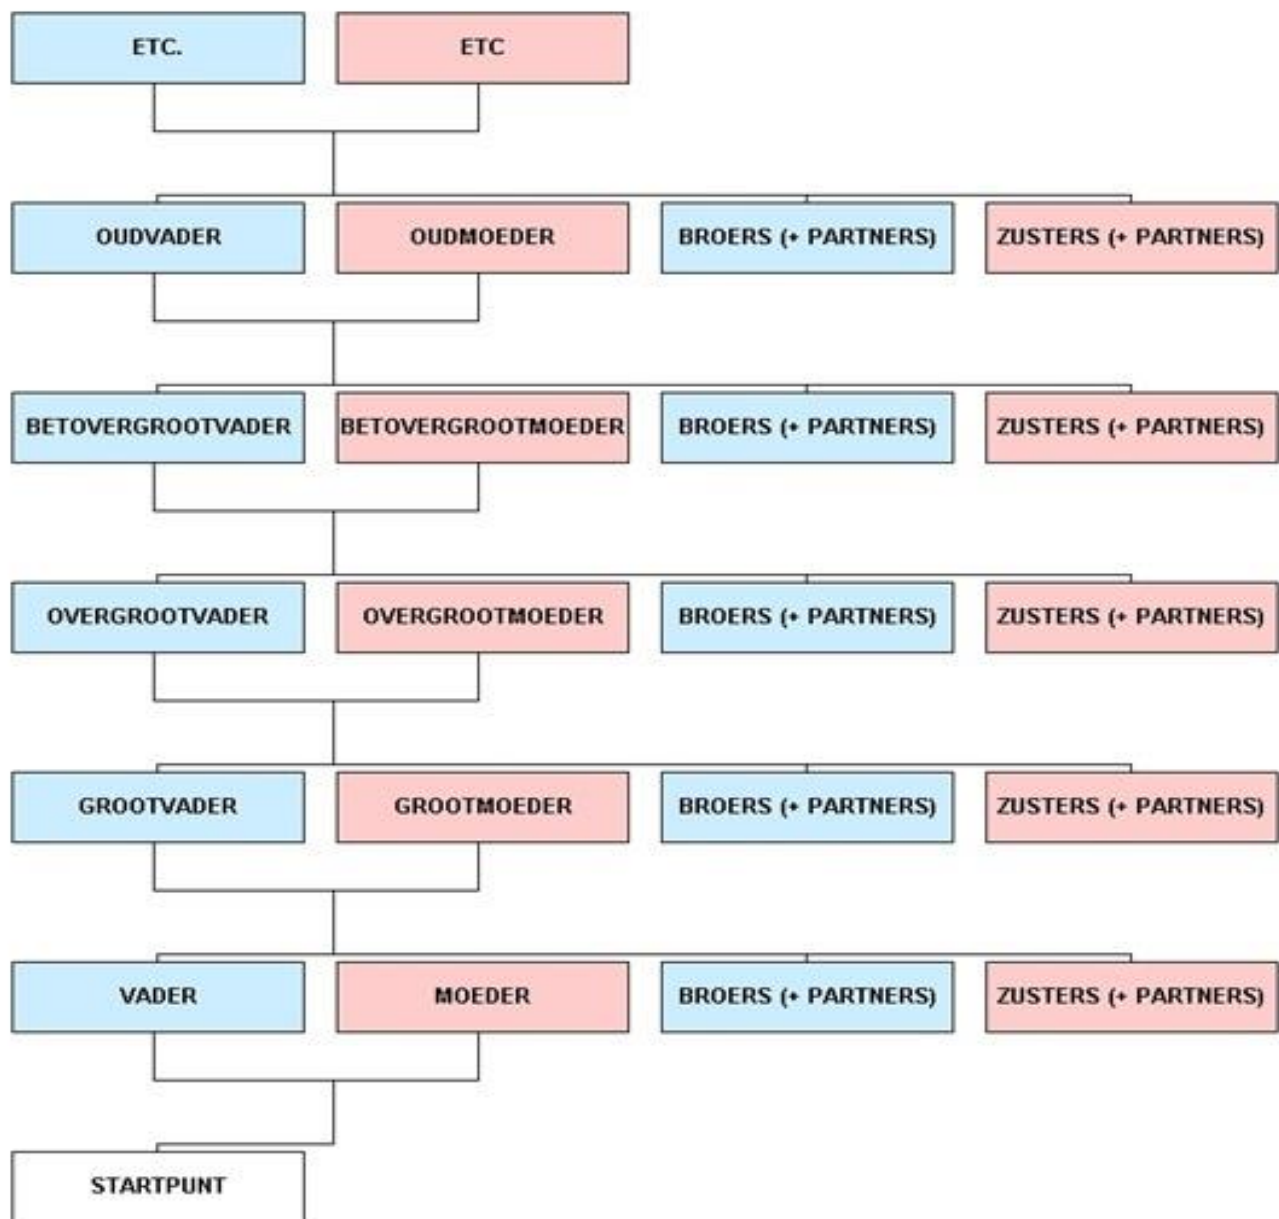 ETC.
ETC
OUDVADER
OUDMOEDER
BROERS (+ PARTNERS)
ZUSTERS (+ PARTNERS)
BETOVERGROOTVADER
BETOVERGROOTMOEDER
BROERS (+ PARTNERS)
ZUSTERS (+ PARTNERS)
OVERGROOTVADER
OVERGROOTMOEDER
BROERS (+ PARTNERS)
ZUSTERS (+ PARTNERS)
GROOTVADER
GROOTMOEDER
BROERS (+ PARTNERS)
ZUSTERS (+ PARTNERS)
VADER
MOEDER
BROERS (+ PARTNERS)
ZUSTERS (+ PARTNERS)
STARTPUNT